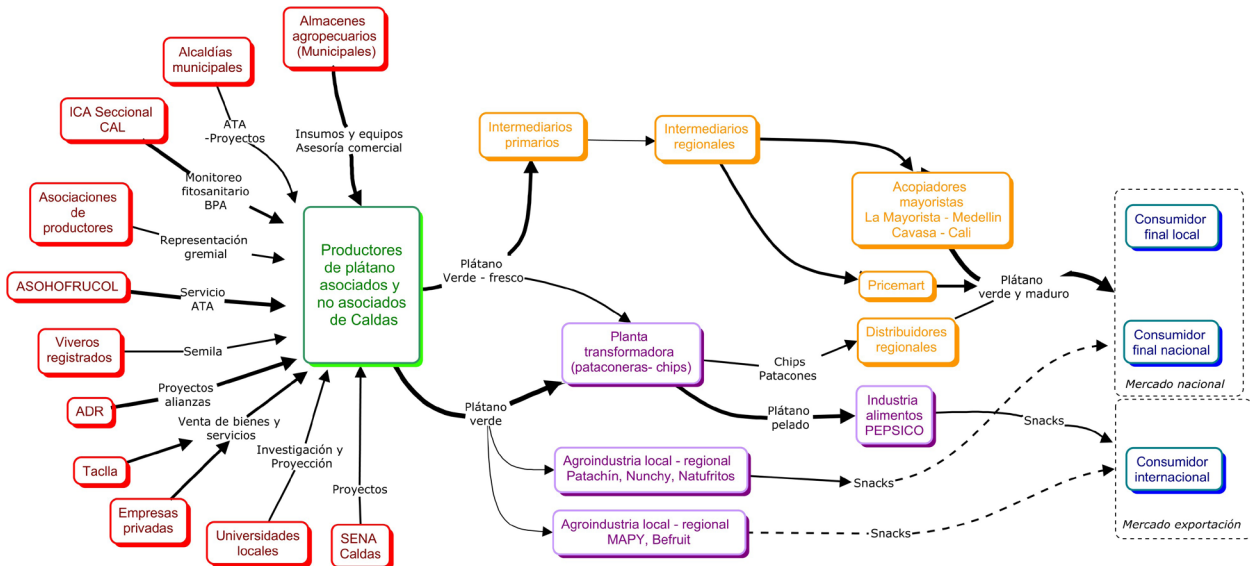 Almacenes
agropecuarios
(Municipales)
Alcaldías
municipales
ICA Seccional
CAL
ATA
-Proyectos
Insumos y equipos
Asesoría comercial
Monitoreo
fitosanitario
BPA
Asociaciones
de
productores
Representación
gremial
ASOHOFRUCOL
Servicio
ATA
Viveros
registrados
Semila
ADR
Proyectos
alianzas
Venta de bienes y
servicios
Taclla
Empresas
privadas
Investigación y
Proyección
Universidades
locales
Proyectos
SENA
Caldas
Productores
de plátano
asociados y
no asociados
de Caldas
Plátano
Verde - fresco
Plátano
verde
Intermediarios
primarios
Intermediarios
regionales
Acopiadores
mayoristas
La Mayorista - Medellin
Cavasa - Cali
Pricemart
Distribuidores
regionales
Plátano
verde y maduro
Planta
transformadora
(pataconeras- chips)
Chips
Patacones
Plátano
pelado
Industria
alimentos
PEPSICO
Snacks
Agroindustria local - regional
Patachín, Nunchy, Natufritos
Snacks
Agroindustria local - regional
MAPY, Befruit
Snacks
Consumidor
final local
Consumidor
final nacional
Mercado nacional
Consumidor
internacional
Mercado exportación